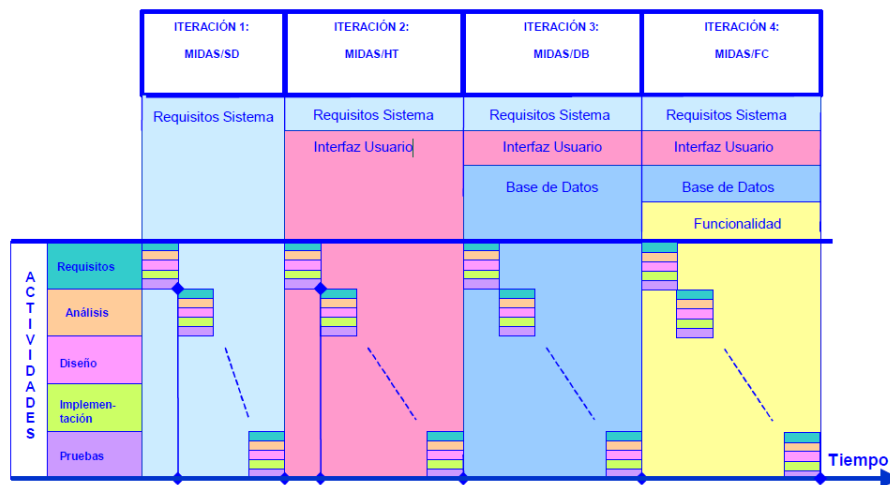 ITERACIÓN 1:
MIDAS/SD
ITERACIÓN 2:
MIDAS/HT
ITERACIÓN 3:
MIDAS/DB
ITERACIÓN 4:
MIDAS/FC
Requisitos Sistema
Requisitos Sistema
Requisitos Sistema
Requisitos Sistema
Interfaz Usuario
Interfaz Usuario
Interfaz Usuario
Base de Datos
Base de Datos
Funcionalidad
ACTIVIDADES
Requisitos
Análisis
Diseño
Implemen-
tación
Pruebas
Tiempo